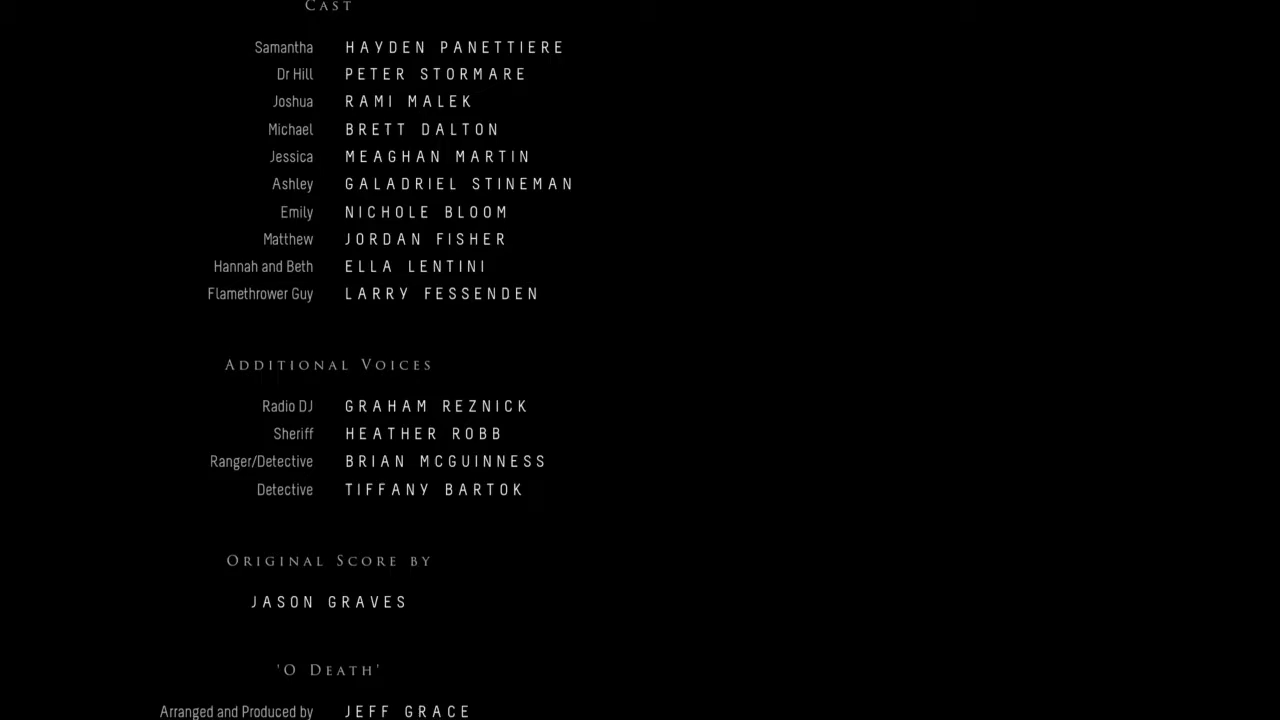 Cast
Samantha HAYDEN PANETTIERE
Dr Hill PETER STORMARE
Joshua RAMI MALEK
Michael BRETT DALTON
Jessica MEAGHAN MARTIN
Ashley GALADRIEL STINEMAN
Emily NICHOLE BLOOM
Matthew JORDAN FISHER
Hannah and Beth ELLA LENTINI
Flamethrower Guy LARRY FESSENDEN
Additional Voices
Radio DJ GRAHAM REZNICK
Sheriff HEATHER ROBB
Ranger/Detective BRIAN MCGUINNESS
Detective TIFFANY BARTOK
Original Score by
JASON GRAVES
'O Death'
Arranged and Produced by JEFF GRACE